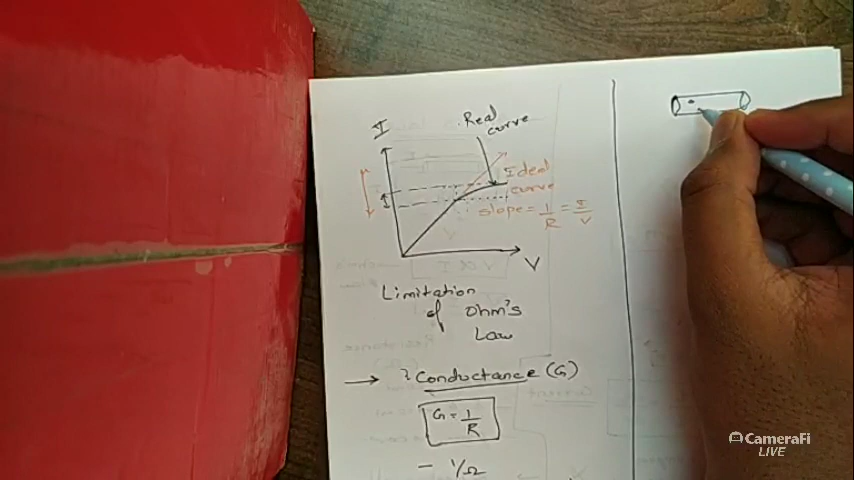 I
Real
curve
Ideal
curve
I
slope = 1/R = I/V
V
Limitation
of ohm's
Law
→ ? Conductance (G)
G = 1/R
- 1/Ω
CameraFi
LIVE